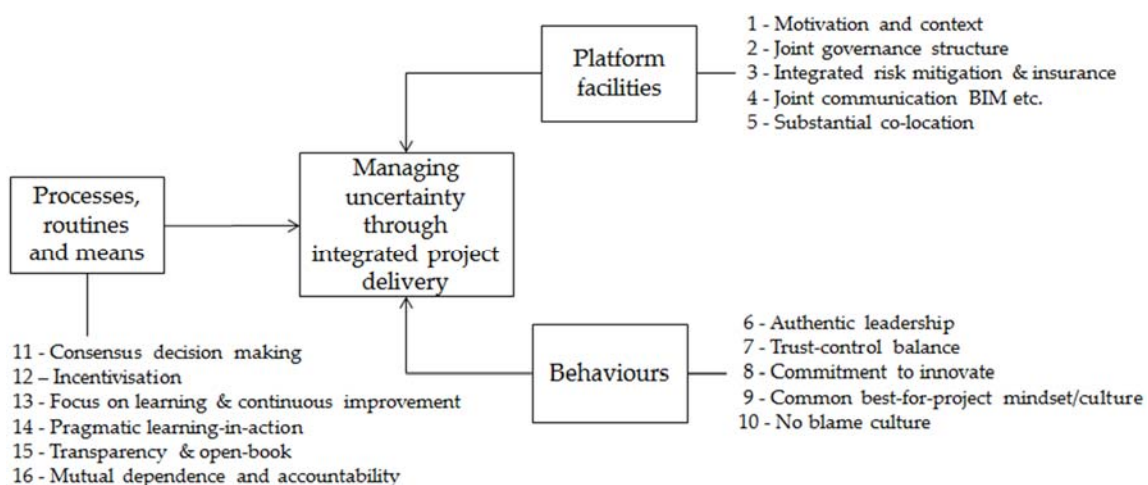 1 - Motivation and context
2 - Joint governance structure
3 - Integrated risk mitigation & insurance
4 - Joint communication BIM etc.
5 - Substantial co-location
Platform
facilities
Managing
uncertainty
through
integrated project
delivery
Processes,
routines
and means
6 - Authentic leadership
7 - Trust-control balance
8 - Commitment to innovate
9 - Common best-for-project mindset/culture
10 - No blame culture
Behaviours
11 - Consensus decision making
12 – Incentivisation
13 - Focus on learning & continuous improvement
14 - Pragmatic learning-in-action
15 - Transparency & open-book
16 - Mutual dependence and accountability